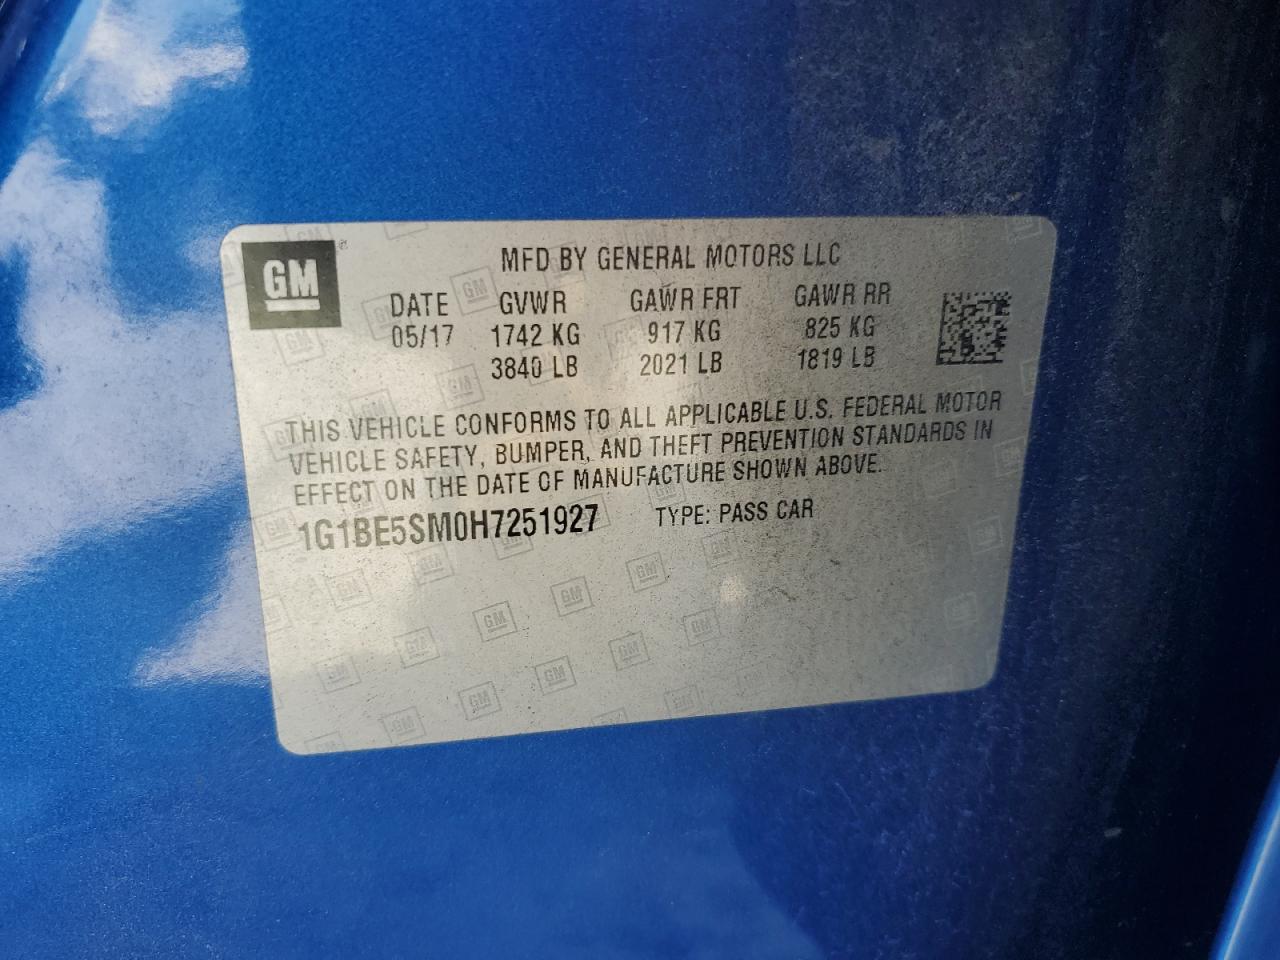 GM
MFD BY GENERAL MOTORS LLC
DATE GVWR GAWR FRT GAWR RR
05/17 1742 KG 917 KG 825 KG
3840 LB 2021 LB 1819 LB
THIS VEHICLE CONFORMS TO ALL APPLICABLE U.S. FEDERAL MOTOR
VEHICLE SAFETY, BUMPER, AND THEFT PREVENTION STANDARDS IN
EFFECT ON THE DATE OF MANUFACTURE SHOWN ABOVE.
1G1BE5SM0H7251927 TYPE: PASS CAR